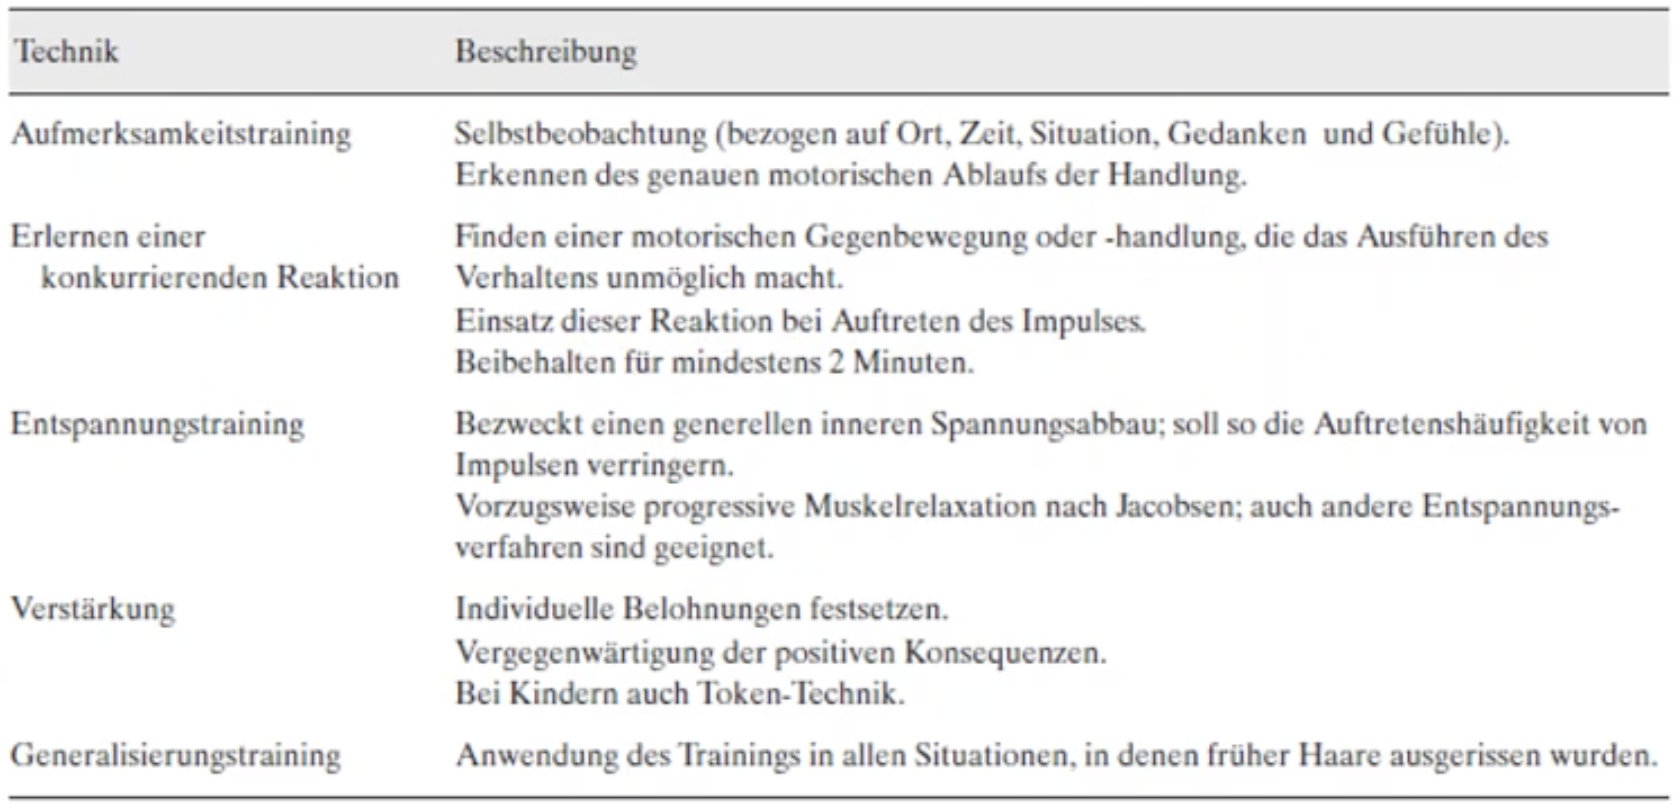 Technik Beschreibung
Aufmerksamkeitstraining Selbstbeobachtung (bezogen auf Ort, Zeit, Situation, Gedanken und Gefühle).
Erkennen des genauen motorischen Ablaufs der Handlung.
Erlernen einer Finden einer motorischen Gegenbewegung oder -handlung, die das Ausführen des
konkurrierenden Reaktion Verhaltens unmöglich macht.
Einsatz dieser Reaktion bei Auftreten des Impulses.
Beibehalten für mindestens 2 Minuten.
Entspannungstraining Bezweckt einen generellen inneren Spannungsabbau; soll so die Auftretenshäufigkeit von
Impulsen verringern.
Vorzugsweise progressive Muskelrelaxation nach Jacobsen; auch andere Entspannungs-
verfahren sind geeignet.
Verstärkung Individuelle Belohnungen festsetzen.
Vergegenwärtigung der positiven Konsequenzen.
Bei Kindern auch Token-Technik.
Generalisierungstraining Anwendung des Trainings in allen Situationen, in denen früher Haare ausgerissen wurden.